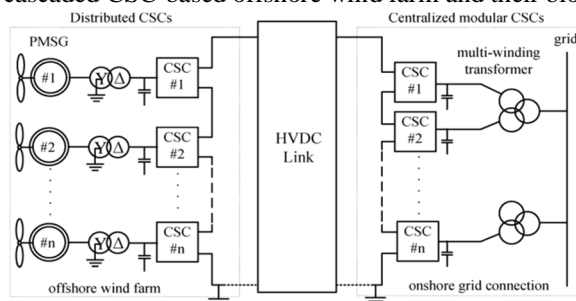 cascaded CSC-based offshore wind farm and their
Distributed CSCs
Centralized modular CSCs
PMSG
grid
multi-winding
transformer
#1
Y Δ
CSC
#1
CSC
#1
#2
Y Δ
CSC
#2
HVDC
Link
CSC
#2
#n
Y Δ
CSC
#n
CSC
#n
offshore wind farm
onshore grid connection